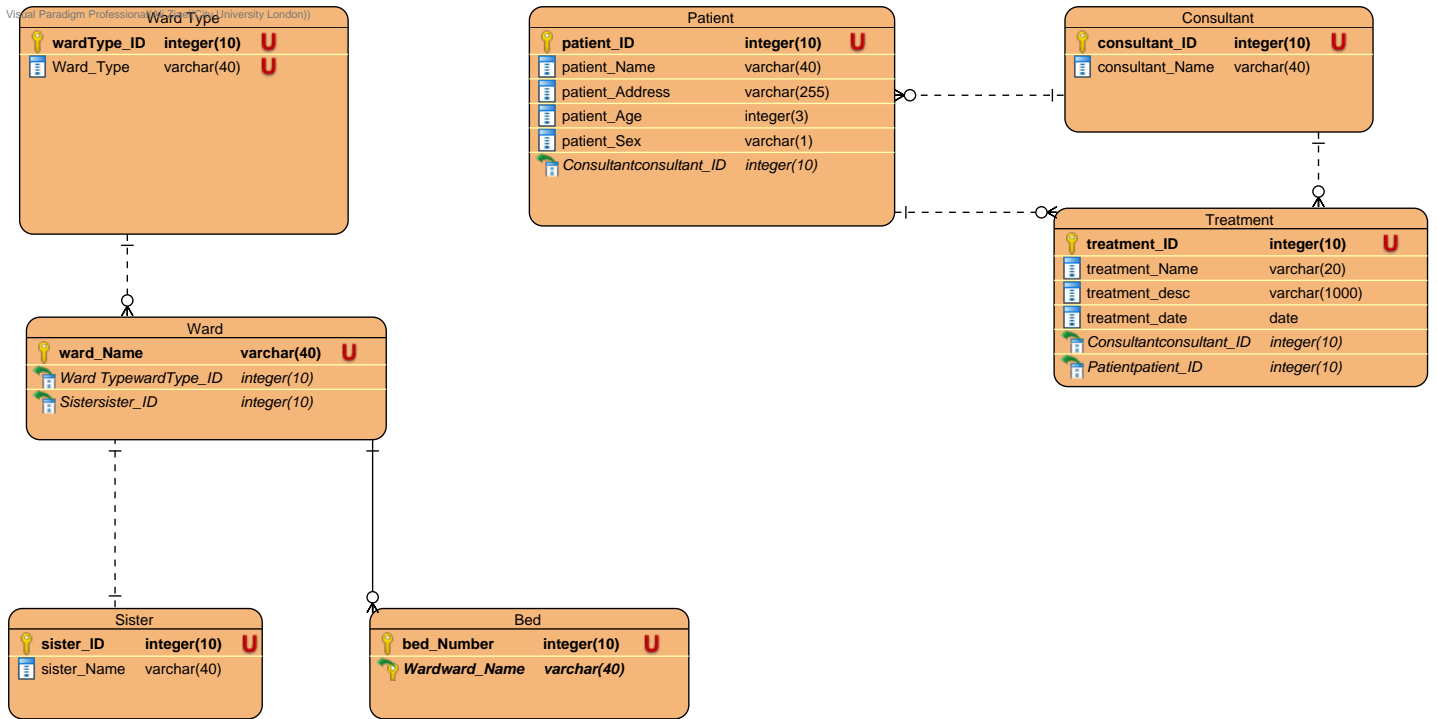 Visual Paradigm Professional
City University London))
Ward Type
wardType_ID integer(10) U
Ward_Type varchar(40) U
Patient
patient_ID integer(10) U
patient_Name varchar(40)
patient_Address varchar(255)
patient_Age integer(3)
patient_Sex varchar(1)
Consultantconsultant_ID integer(10)
Consultant
consultant_ID integer(10) U
consultant_Name varchar(40)
Treatment
treatment_ID integer(10) U
treatment_Name varchar(20)
treatment_desc varchar(1000)
treatment_date date
Consultantconsultant_ID integer(10)
Patientpatient_ID integer(10)
Ward
ward_Name varchar(40) U
Ward TypewardType_ID integer(10)
Sistersister_ID integer(10)
Sister
sister_ID integer(10) U
sister_Name varchar(40)
Bed
bed_Number integer(10) U
Wardward_Name varchar(40)